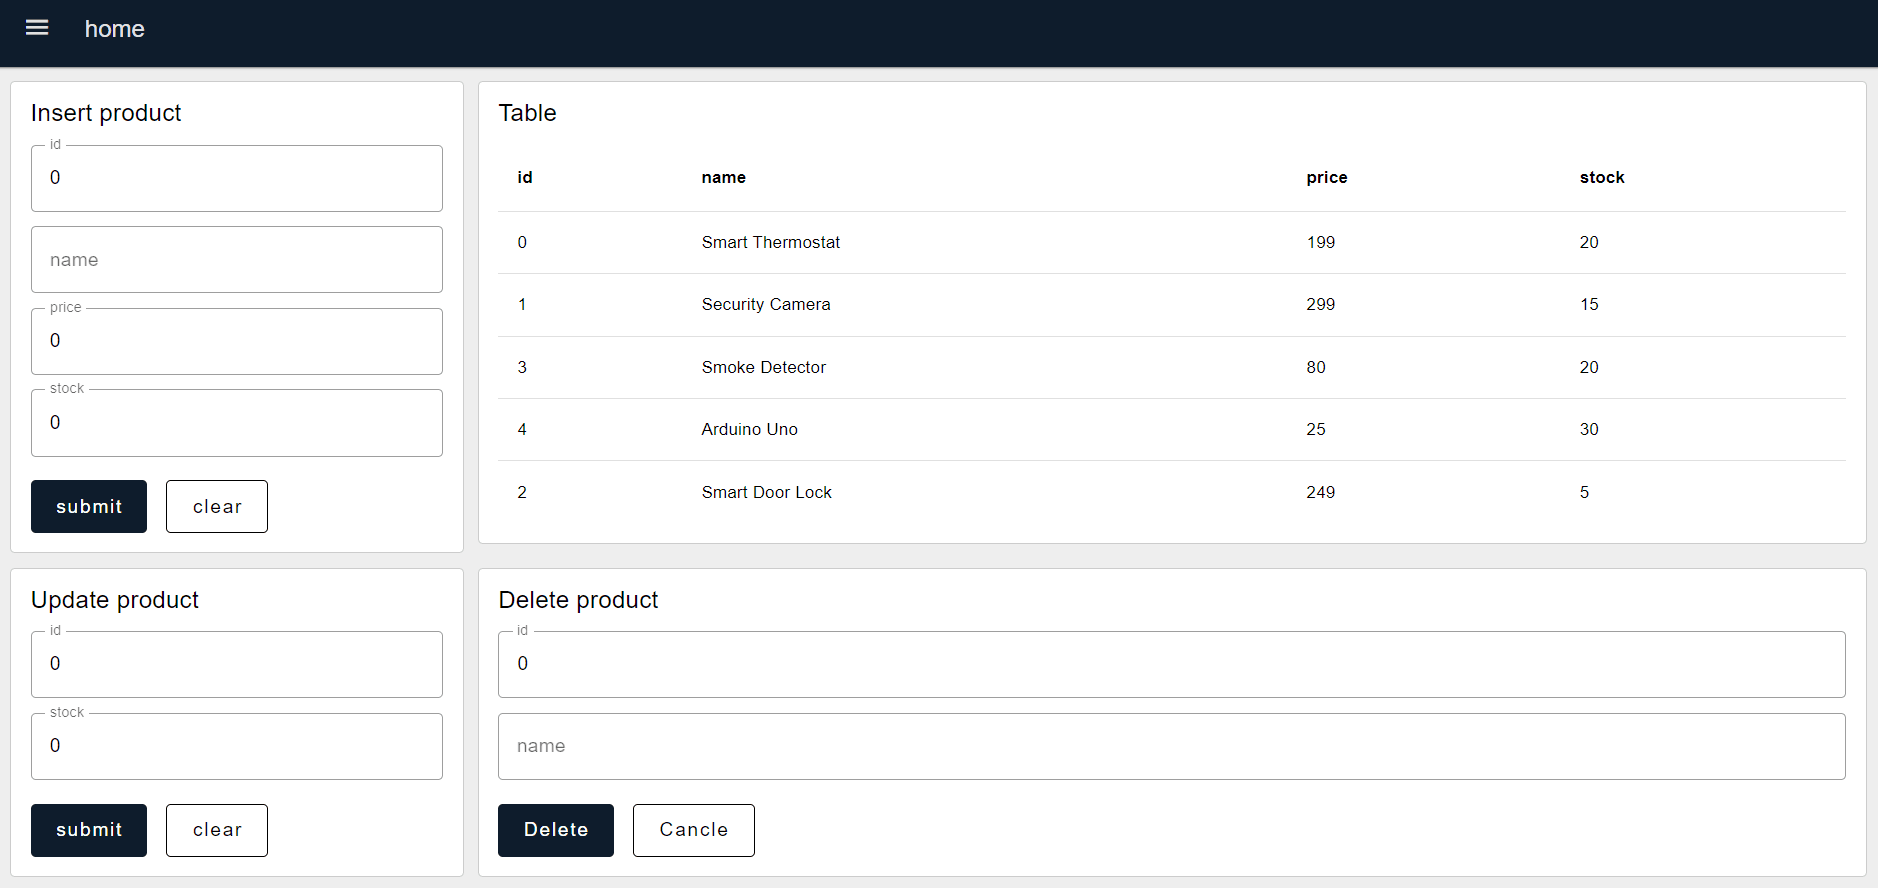 home
Insert product
id
0
name
price
0
stock
0
submit clear
Table
id name price stock
0 Smart Thermostat 199 20
1 Security Camera 299 15
3 Smoke Detector 80 20
4 Arduino Uno 25 30
2 Smart Door Lock 249 5
Update product
id
0
stock
0
submit clear
Delete product
id
0
name
Delete Cancle